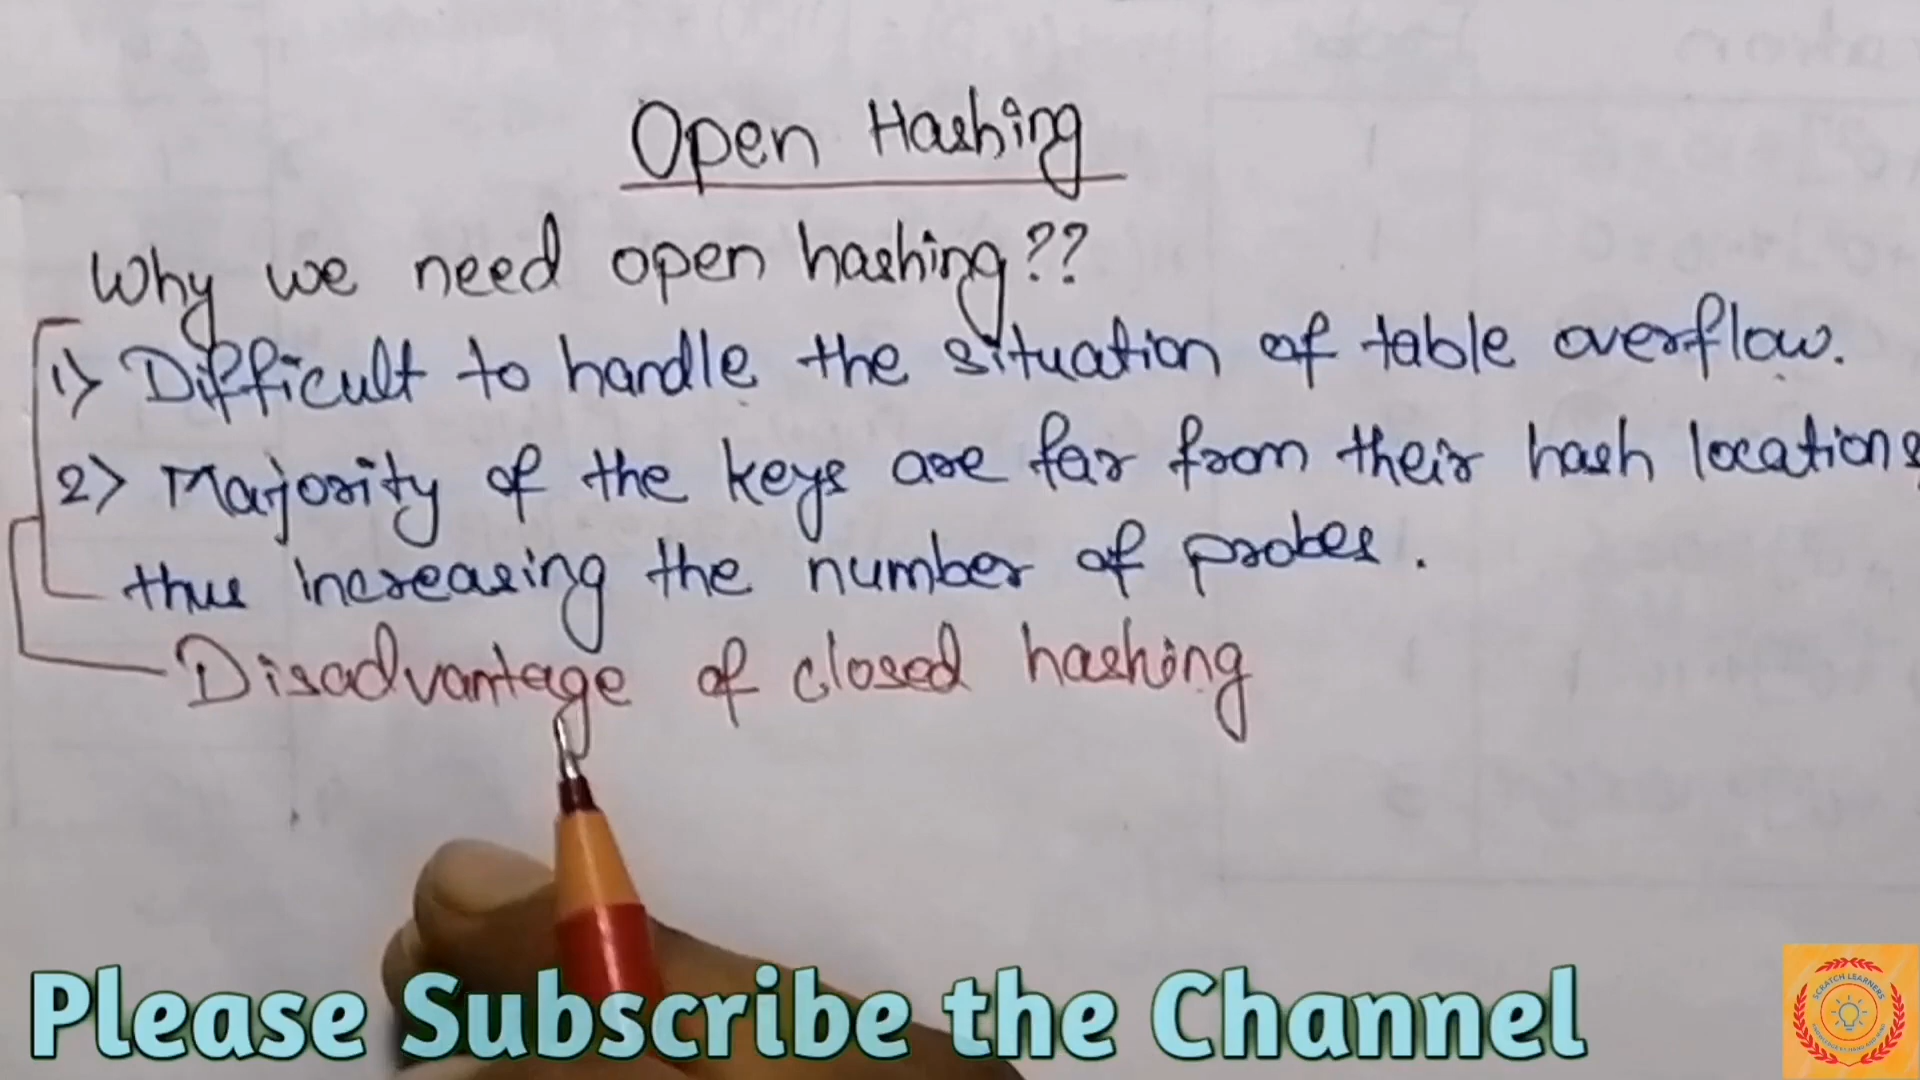 Open Hashing
Why we need open hashing??
1> Difficult to handle the situation of table overflow.
2> Majority of the keys are far from their hash locations,
thus increasing the number of probes.
Disadvantage of closed hashing
Please Subscribe the Channel
SCRATCH LEARNERS